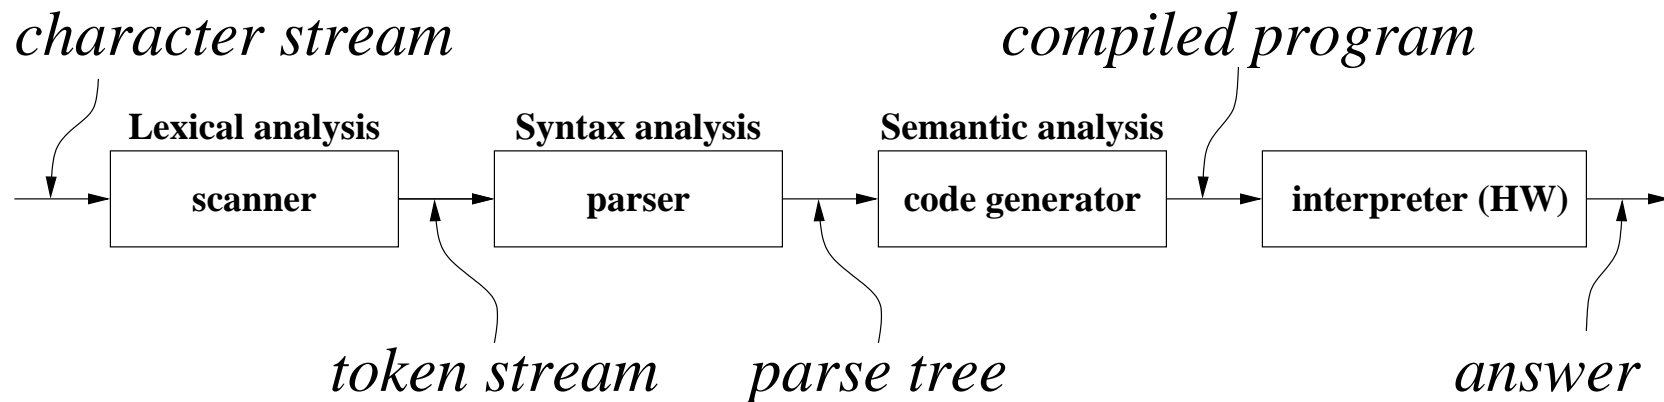 character stream
compiled program
Lexical analysis
Syntax analysis
Semantic analysis
scanner
parser
code generator
interpreter (HW)
token stream
parse tree
answer